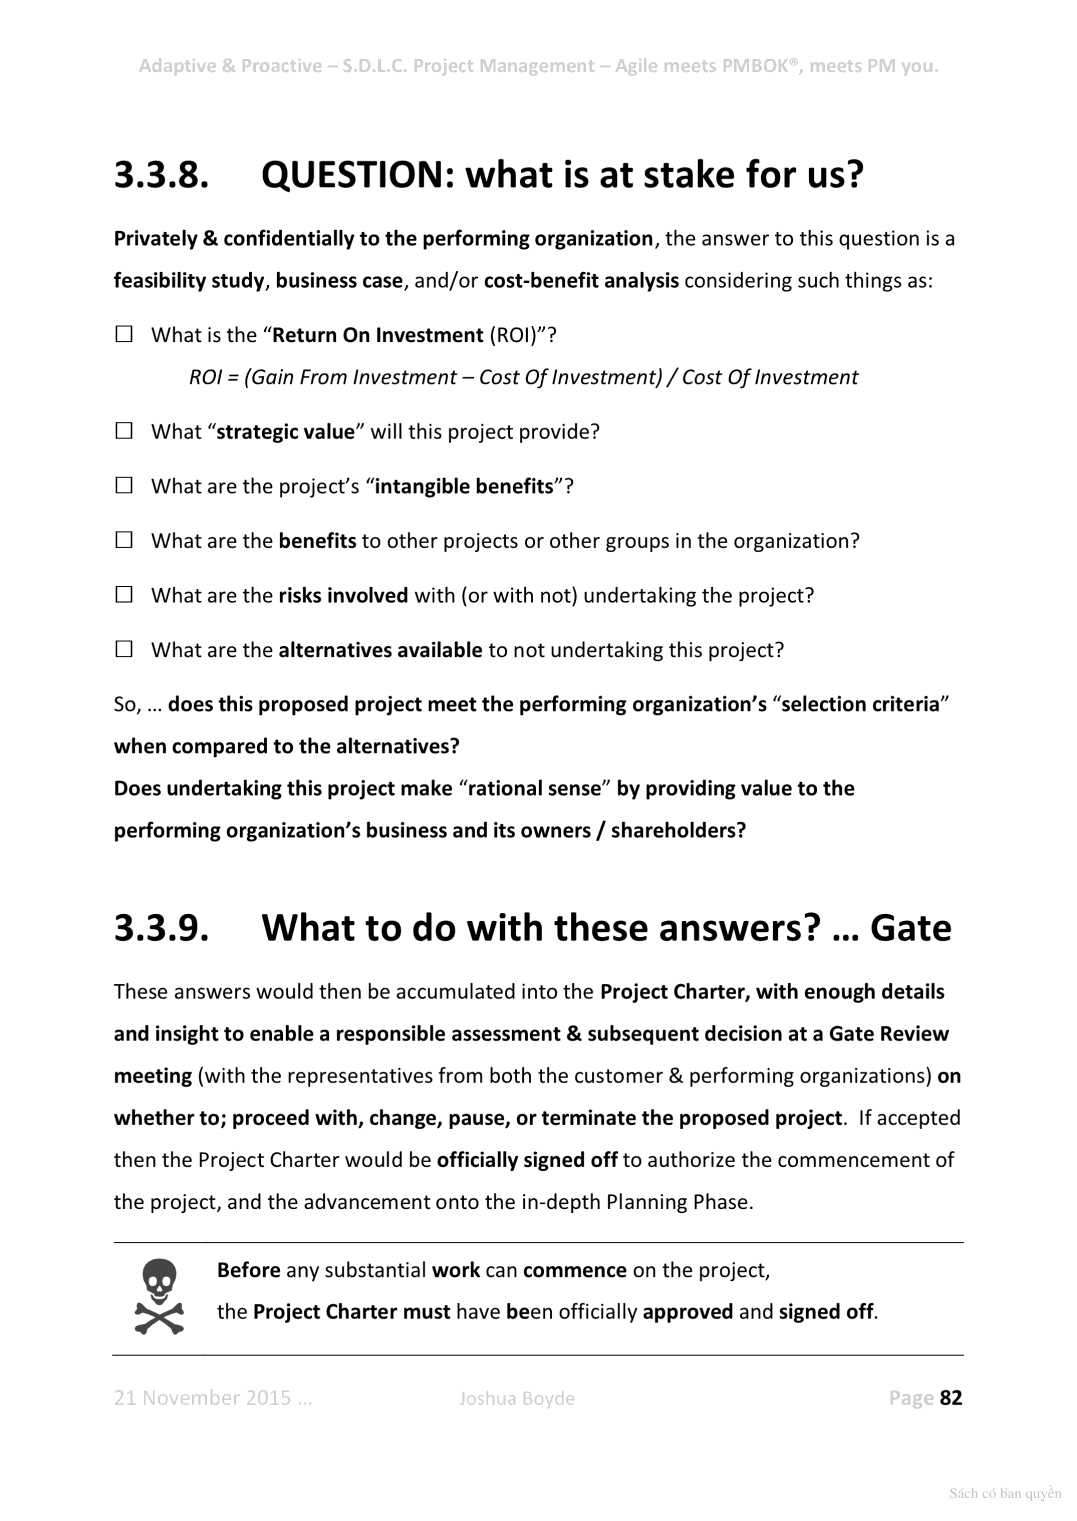 Adaptive & Proactive – S.D.L.C. Project Management – Agile meets PMBOK®, meets PM you.
3.3.8. QUESTION: what is at stake for us?
Privately & confidentially to the performing organization, the answer to this question is a
feasibility study, business case, and/or cost-benefit analysis considering such things as:
☐ What is the “Return On Investment (ROI)”?
ROI = (Gain From Investment – Cost Of Investment) / Cost Of Investment
☐ What “strategic value” will this project provide?
☐ What are the project’s “intangible benefits”?
☐ What are the benefits to other projects or other groups in the organization?
☐ What are the risks involved with (or with not) undertaking the project?
☐ What are the alternatives available to not undertaking this project?
So, … does this proposed project meet the performing organization’s “selection criteria”
when compared to the alternatives?
Does undertaking this project make “rational sense” by providing value to the
performing organization’s business and its owners / shareholders?
3.3.9. What to do with these answers? … Gate
These answers would then be accumulated into the Project Charter, with enough details
and insight to enable a responsible assessment & subsequent decision at a Gate Review
meeting (with the representatives from both the customer & performing organizations) on
whether to; proceed with, change, pause, or terminate the proposed project.  If accepted
then the Project Charter would be officially signed off to authorize the commencement of
the project, and the advancement onto the in-depth Planning Phase.
Before any substantial work can commence on the project,
the Project Charter must have been officially approved and signed off.
21 November 2015 … Joshua Boyde Page 82
Sách có bản quyền